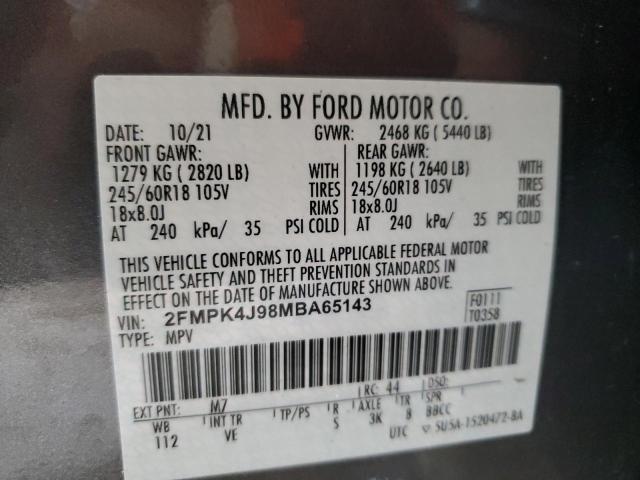 MFD. BY FORD MOTOR CO.
DATE: 10/21 GVWR: 2468 KG ( 5440 LB)
FRONT GAWR: REAR GAWR:
1279 KG ( 2820 LB) WITH 1198 KG ( 2640 LB) WITH
245/60R18 105V TIRES 245/60R18 105V TIRES
18x8.0J RIMS 18x8.0J RIMS
AT 240 kPa/ 35 PSI COLD AT 240 kPa/ 35 PSI COLD
THIS VEHICLE CONFORMS TO ALL APPLICABLE FEDERAL MOTOR
VEHICLE SAFETY AND THEFT PREVENTION STANDARDS IN
EFFECT ON THE DATE OF MANUFACTURE SHOWN ABOVE.
VIN: 2FMPK4J98MBA65143 F0111
TYPE: MPV T0358
EXT PNT: M7 RC: 44 DSO:
WB INT TR TP/PS R AXLE TR SPR
112 VE S 3K B BBCC
UTC ▽ 5U5A-1520472-BA